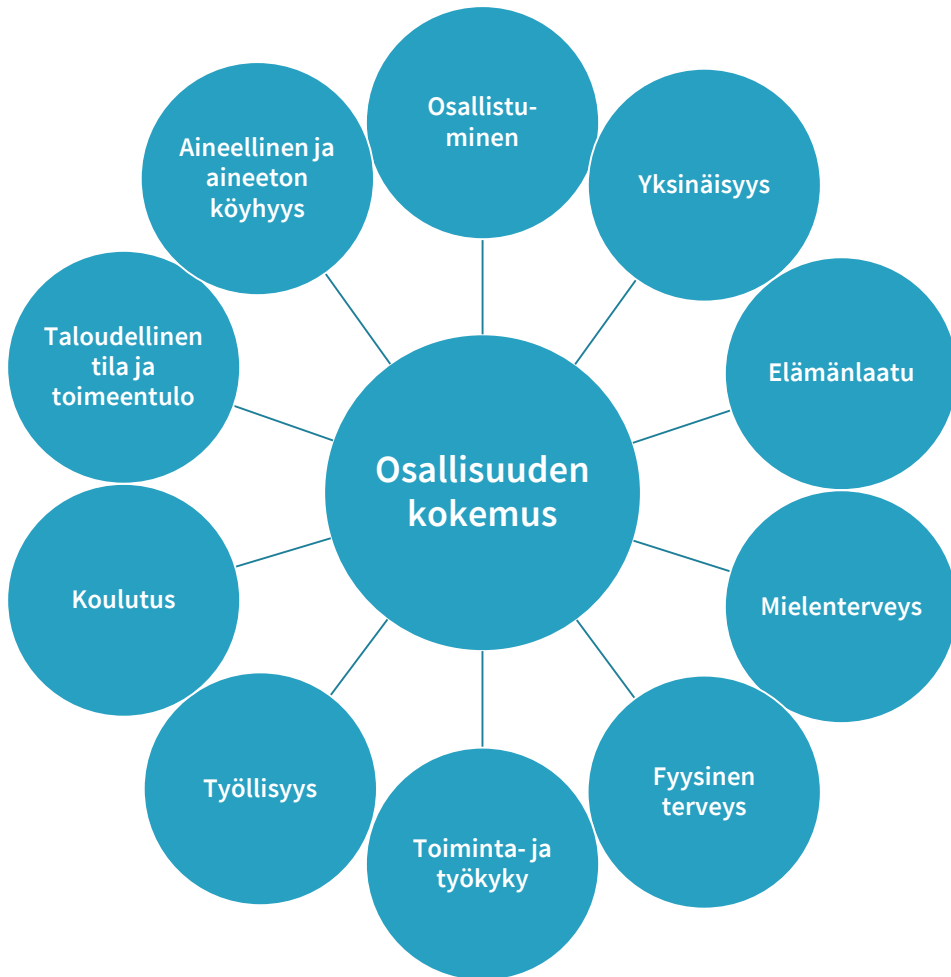 Osallistu-
minen
Yksinäisyys
Elämänlaatu
Mielenterveys
Fyysinen
terveys
Toiminta- ja
työkyky
Työllisyys
Koulutus
Taloudellinen
tila ja
toimeentulo
Aineellinen ja
aineeton
köyhyys
Osallisuuden
kokemus